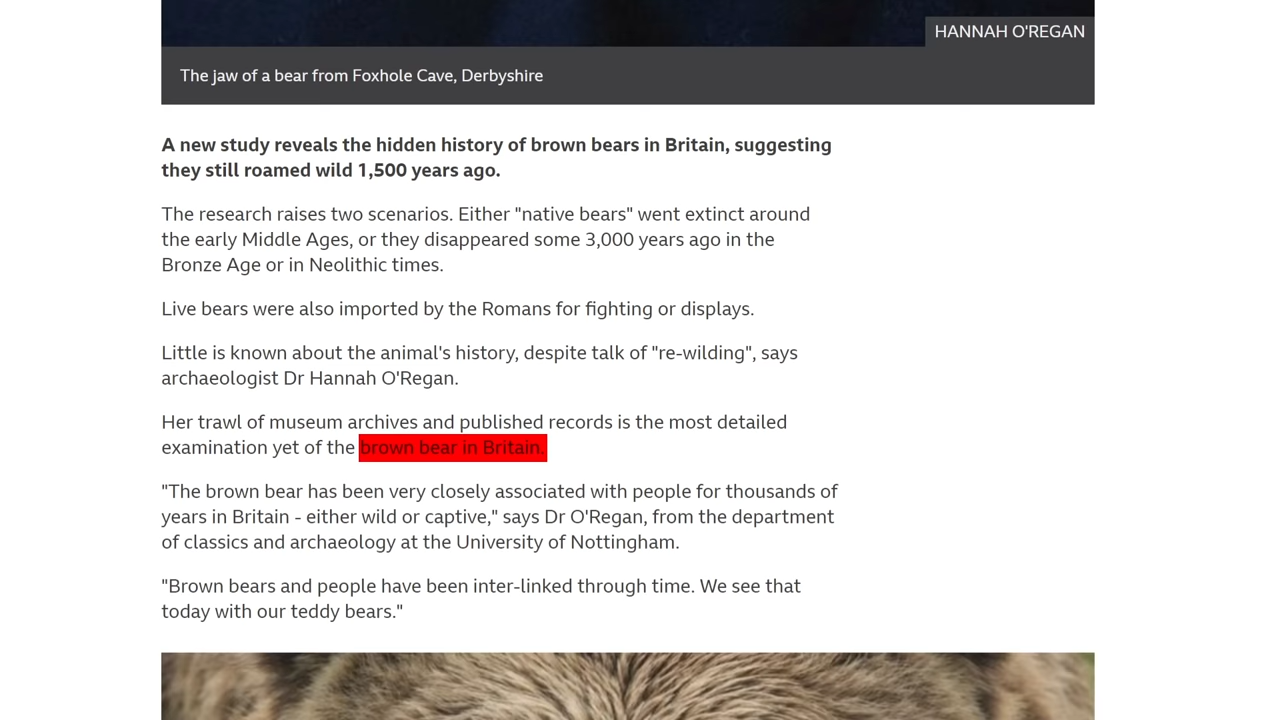 HANNAH O'REGAN
The jaw of a bear from Foxhole Cave, Derbyshire
A new study reveals the hidden history of brown bears in Britain, suggesting
they still roamed wild 1,500 years ago.
The research raises two scenarios. Either "native bears" went extinct around
the early Middle Ages, or they disappeared some 3,000 years ago in the
Bronze Age or in Neolithic times.
Live bears were also imported by the Romans for fighting or displays.
Little is known about the animal's history, despite talk of "re-wilding", says
archaeologist Dr Hannah O'Regan.
Her trawl of museum archives and published records is the most detailed
examination yet of the brown bear in Britain.
"The brown bear has been very closely associated with people for thousands of
years in Britain - either wild or captive," says Dr O'Regan, from the department
of classics and archaeology at the University of Nottingham.
"Brown bears and people have been inter-linked through time. We see that
today with our teddy bears."